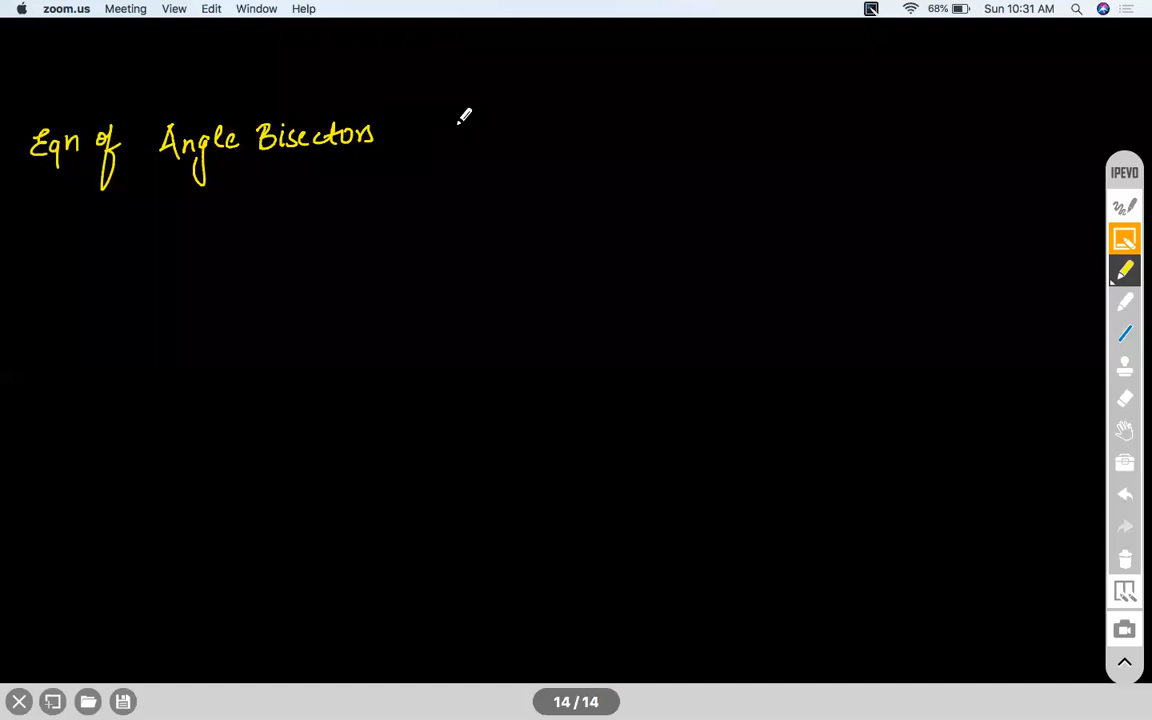 zoom.us Meeting View Edit Window Help 68% Sun 10:31 AM
Eqn of Angle Bisectors
IPEVO
14 / 14